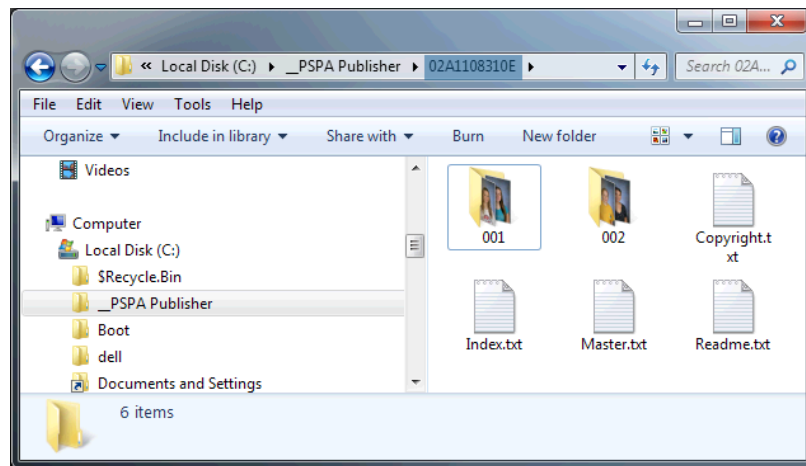 « Local Disk (C:) ▸ __PSPA Publisher ▸ 02A1108310E ▸ Search 02A...
File Edit View Tools Help
Organize Include in library Share with Burn New folder
Videos
Computer
Local Disk (C:)
$Recycle.Bin
__PSPA Publisher
Boot
dell
Documents and Settings
001 002 Copyright.t
xt
Index.txt Master.txt Readme.txt
6 items